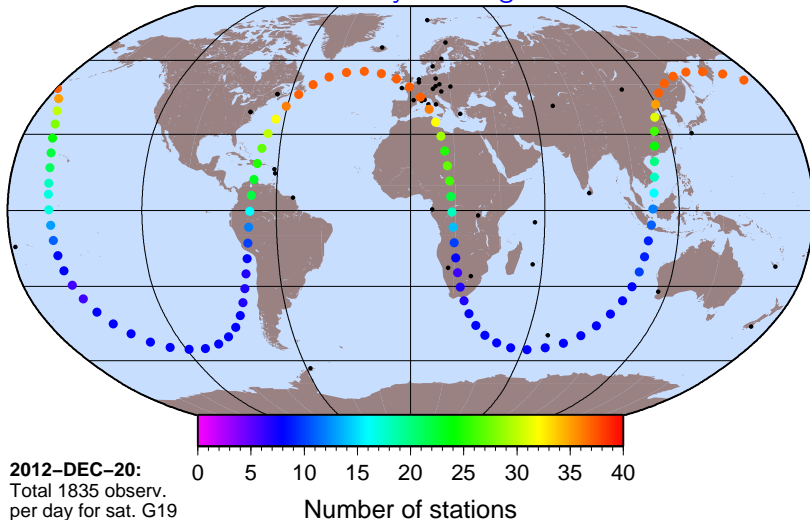 0 5 10 15 20 25 30 35 40
2012–DEC–20:
Total 1835 observ.
per day for sat. G19
Number of stations